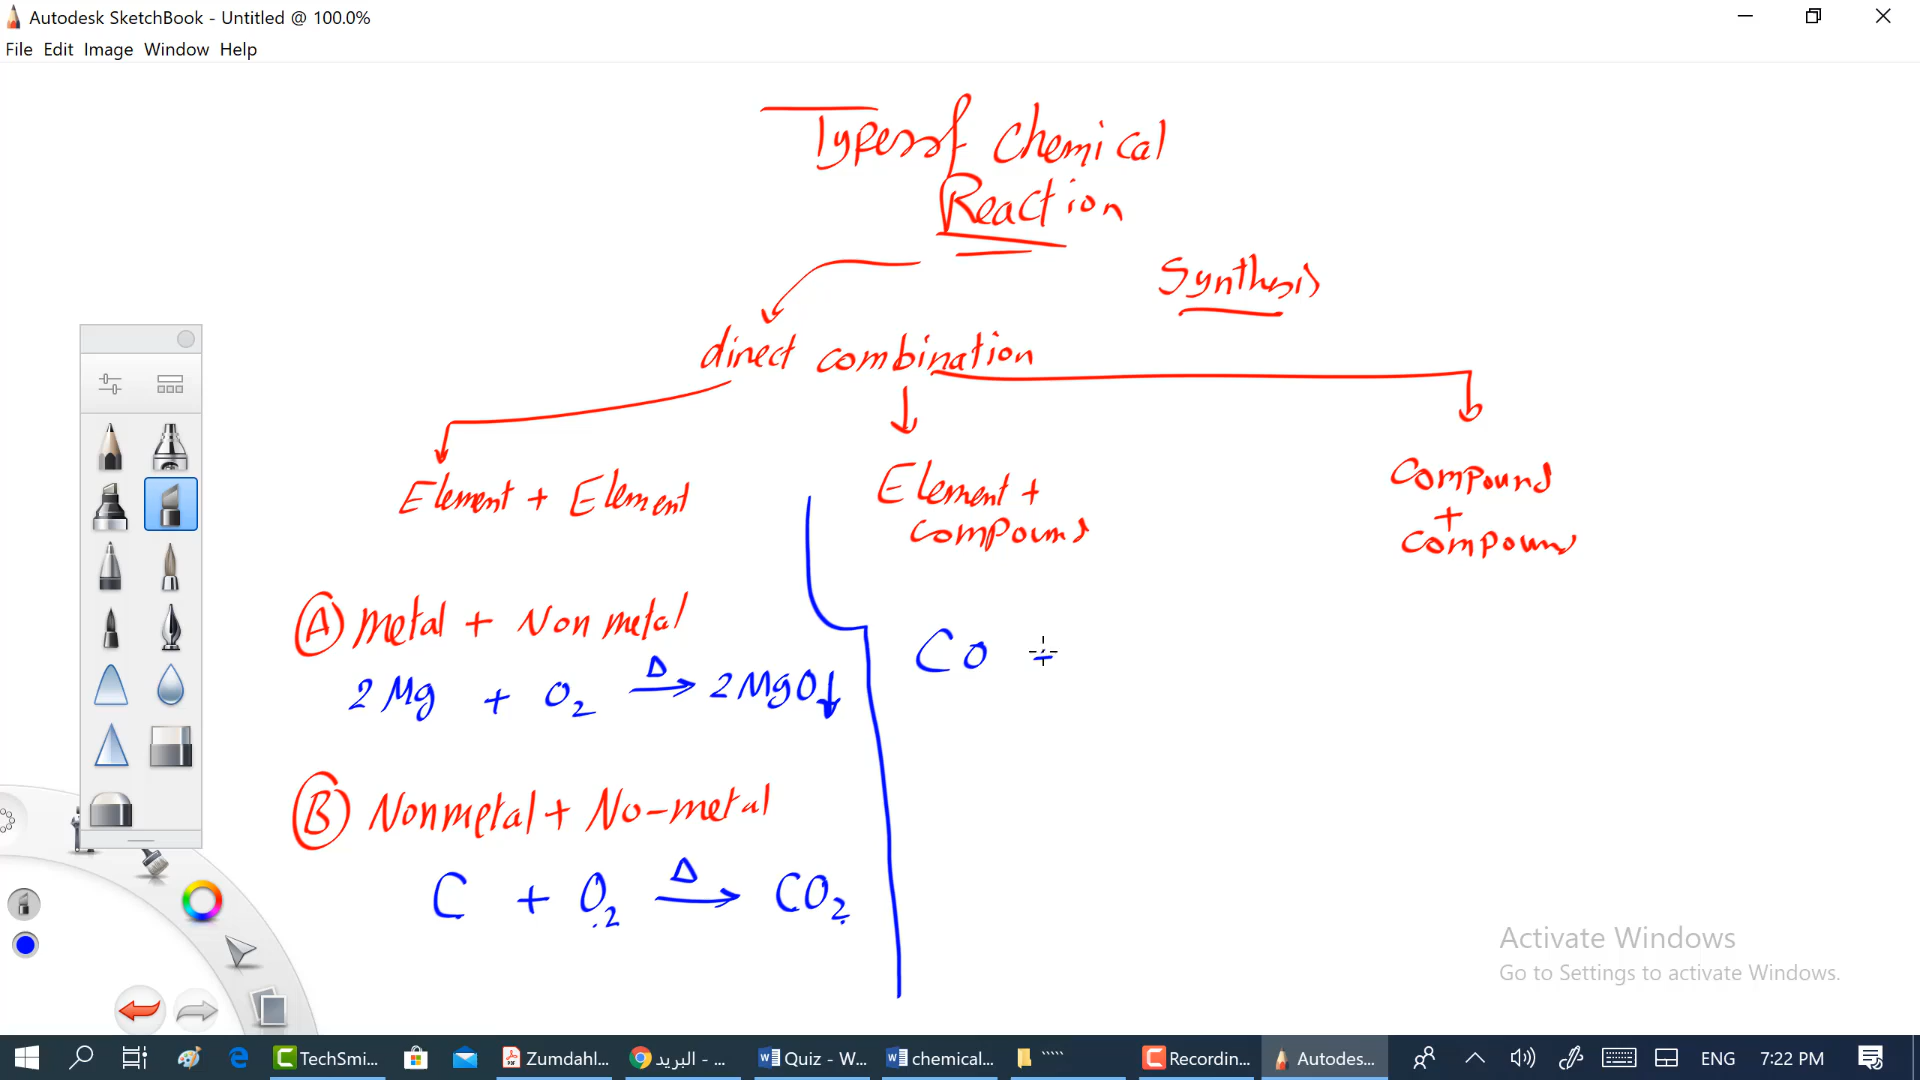 Autodesk SketchBook - Untitled @ 100.0%
File Edit Image Window Help
Types of Chemical
Reaction
Synthesis
direct combination
Element + Element
Element +
compound
Compound
+
compound
A Metal + Non metal
2 Mg + O₂ Δ→ 2 MgO↓
CO +
B Nonmetal + No-metal
C + O₂ Δ→ CO₂
Activate Windows
Go to Settings to activate Windows.
TechSmi... Zumdahl... البريد - ... Quiz - W... chemical... ````` Recordin... Autodes... ENG 7:22 PM